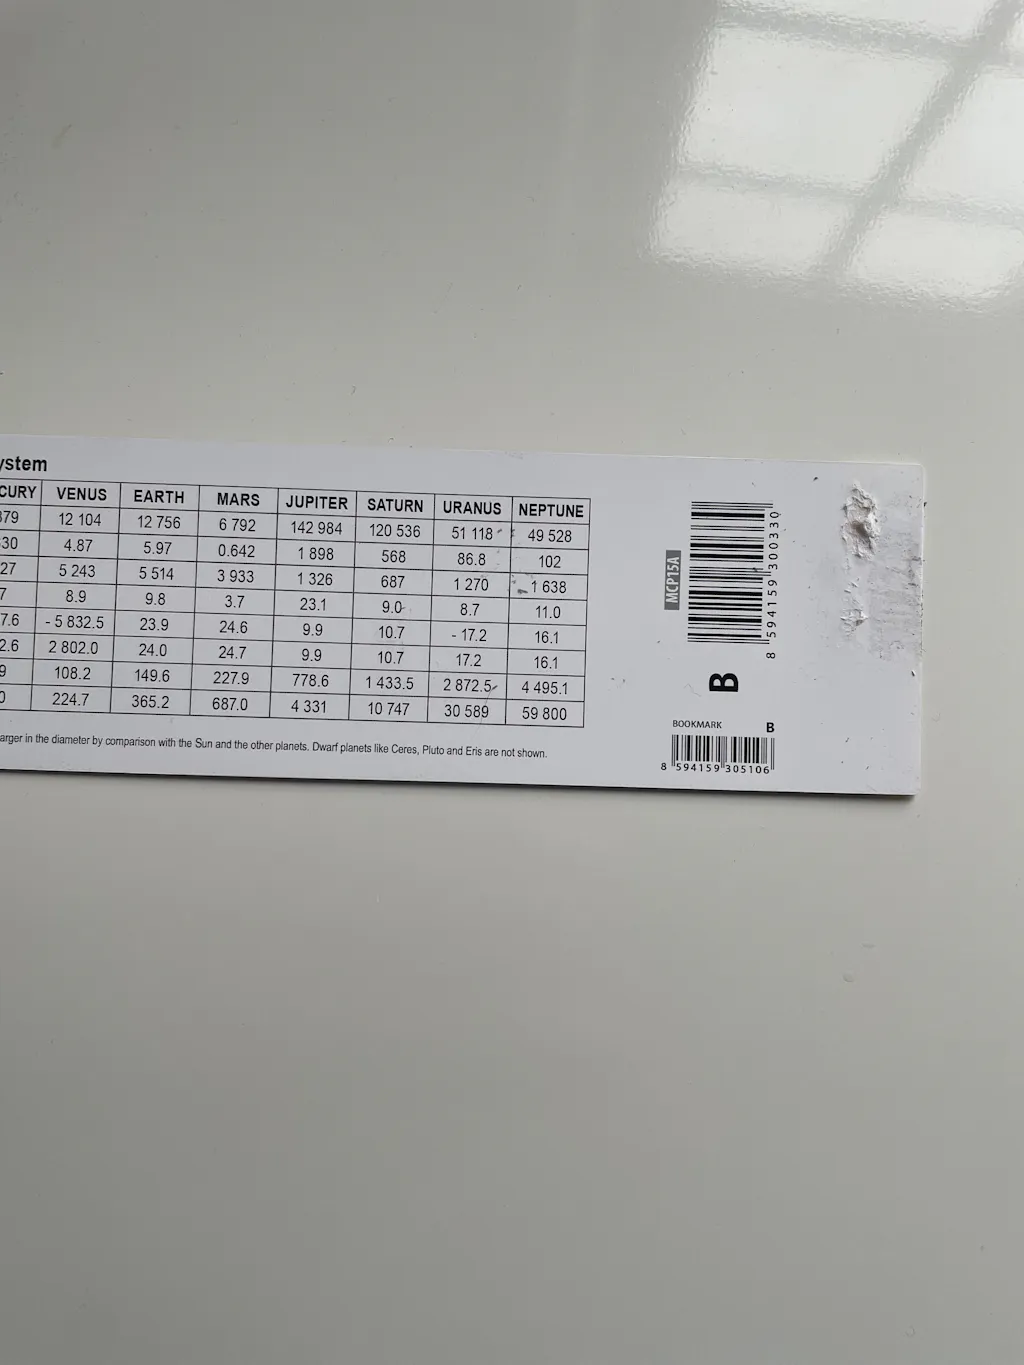 ystem
CURY VENUS EARTH MARS JUPITER SATURN URANUS NEPTUNE
379 12 104 12 756 6 792 142 984 120 536 51 118 49 528
30 4.87 5.97 0.642 1 898 568 86.8 102
27 5 243 5 514 3 933 1 326 687 1 270 1 638
7 8.9 9.8 3.7 23.1 9.0 8.7 11.0
7.6 - 5 832.5 23.9 24.6 9.9 10.7 - 17.2 16.1
2.6 2 802.0 24.0 24.7 9.9 10.7 17.2 16.1
9 108.2 149.6 227.9 778.6 1 433.5 2 872.5 4 495.1
0 224.7 365.2 687.0 4 331 10 747 30 589 59 800
arger in the diameter by comparison with the Sun and the other planets. Dwarf planets like Ceres, Pluto and Eris are not shown.
MCP15A
8 594159 300330
B
BOOKMARK B
8 594159 305106